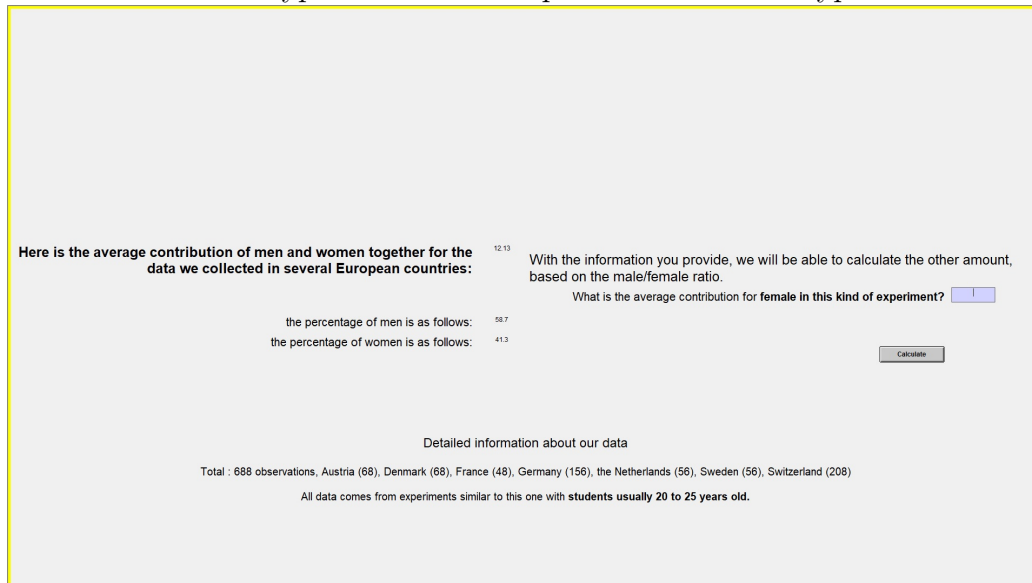 Here is the average contribution of men and women together for the
data we collected in several European countries:
12.13
With the information you provide, we will be able to calculate the other amount,
based on the male/female ratio.
What is the average contribution for female in this kind of experiment?
the percentage of men is as follows: 58.7
the percentage of women is as follows: 41.3
Calculate
Detailed information about our data
Total : 688 observations, Austria (68), Denmark (68), France (48), Germany (156), the Netherlands (56), Sweden (56), Switzerland (208)
All data comes from experiments similar to this one with students usually 20 to 25 years old.